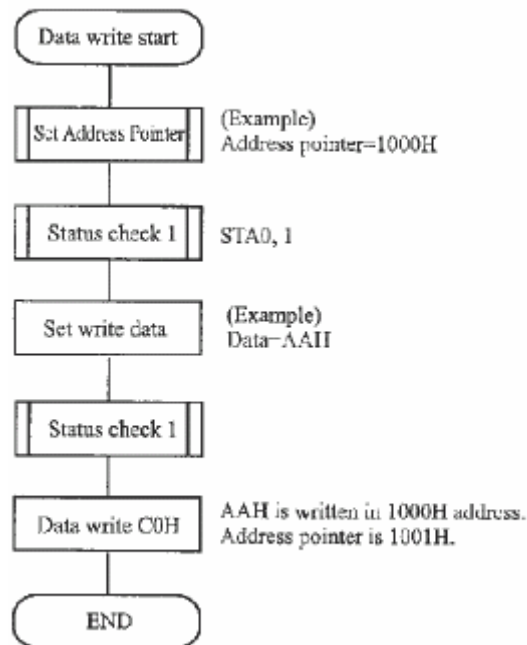 Data write start
Set Address Pointer
(Example)
Address pointer=1000H
Status check 1
STA0, 1
Set write data
(Example)
Data=AAH
Status check 1
Data write C0H
AAH is written in 1000H address.
Address pointer is 1001H.
END